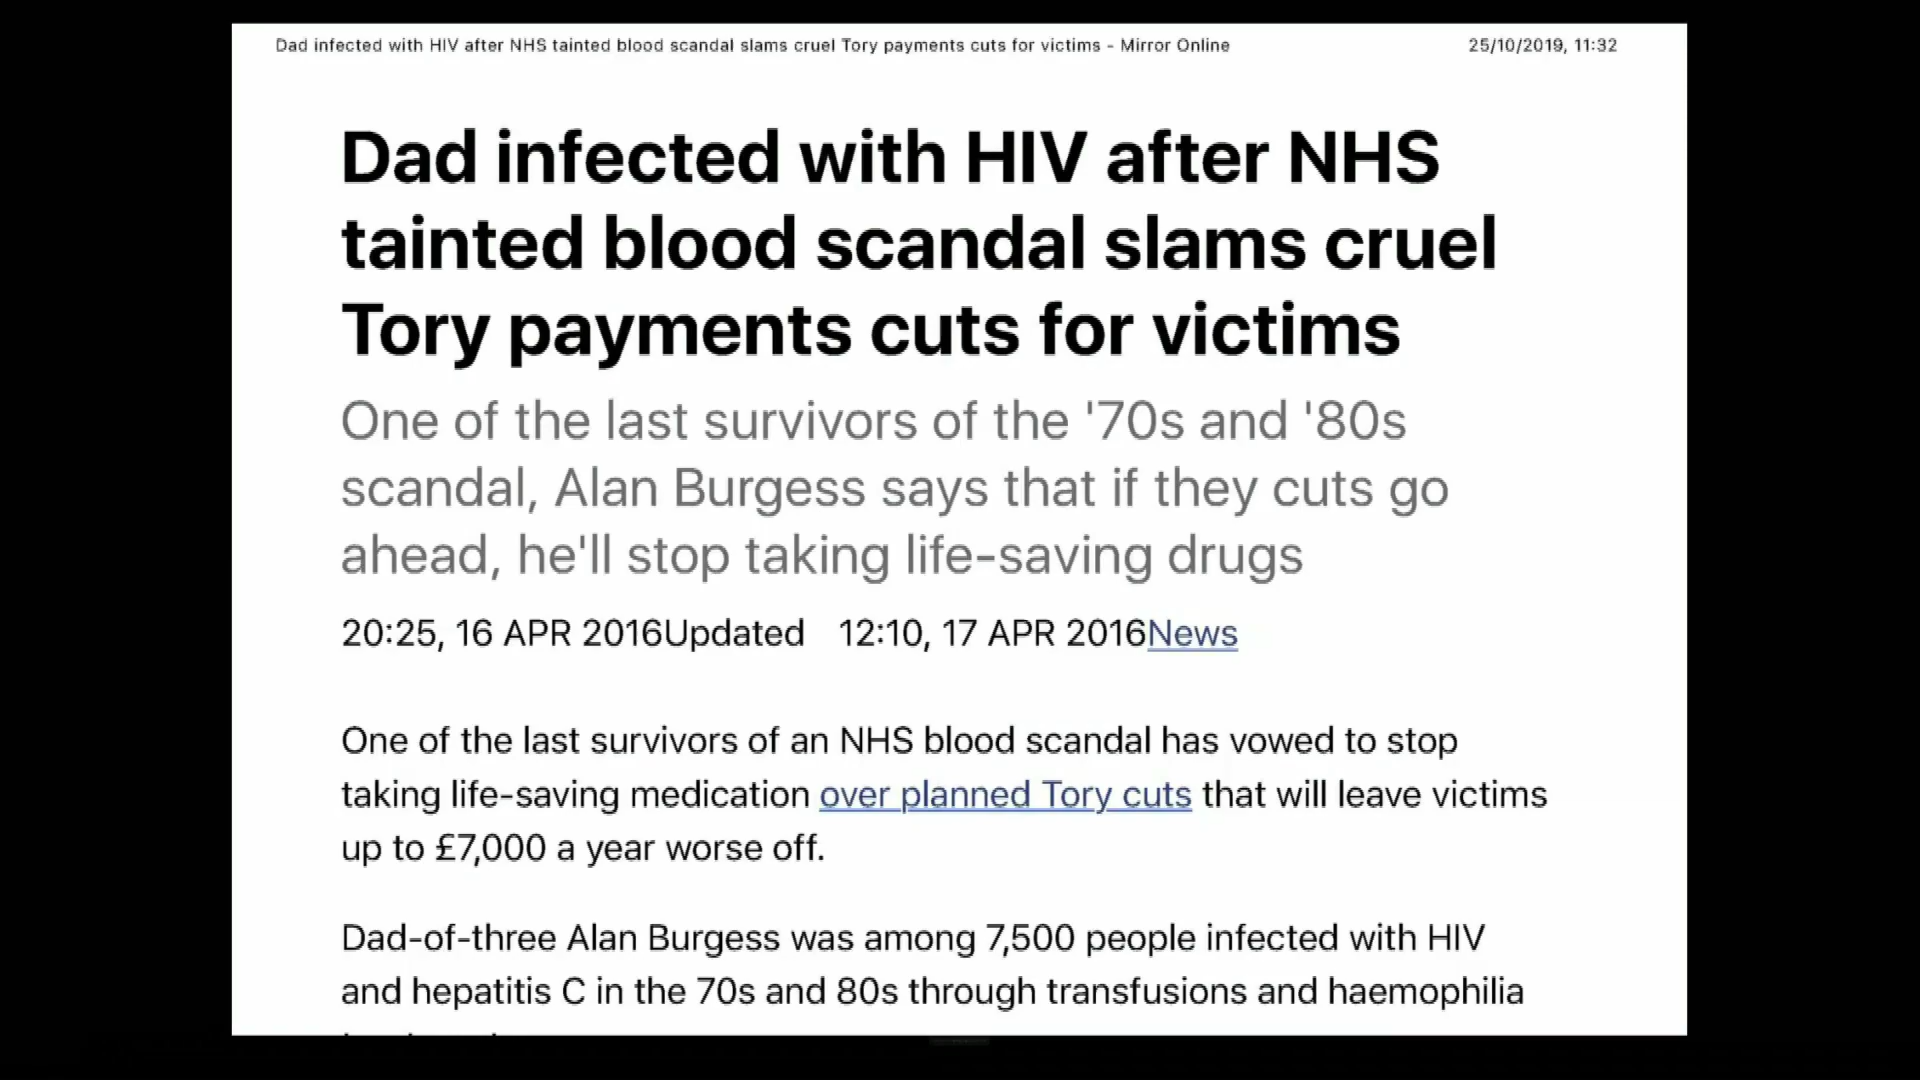 Dad infected with HIV after NHS tainted blood scandal slams cruel Tory payments cuts for victims - Mirror Online 25/10/2019, 11:32
Dad infected with HIV after NHS
tainted blood scandal slams cruel
Tory payments cuts for victims
One of the last survivors of the '70s and '80s
scandal, Alan Burgess says that if they cuts go
ahead, he'll stop taking life-saving drugs
20:25, 16 APR 2016Updated 12:10, 17 APR 2016News
One of the last survivors of an NHS blood scandal has vowed to stop
taking life-saving medication over planned Tory cuts that will leave victims
up to £7,000 a year worse off.
Dad-of-three Alan Burgess was among 7,500 people infected with HIV
and hepatitis C in the 70s and 80s through transfusions and haemophilia